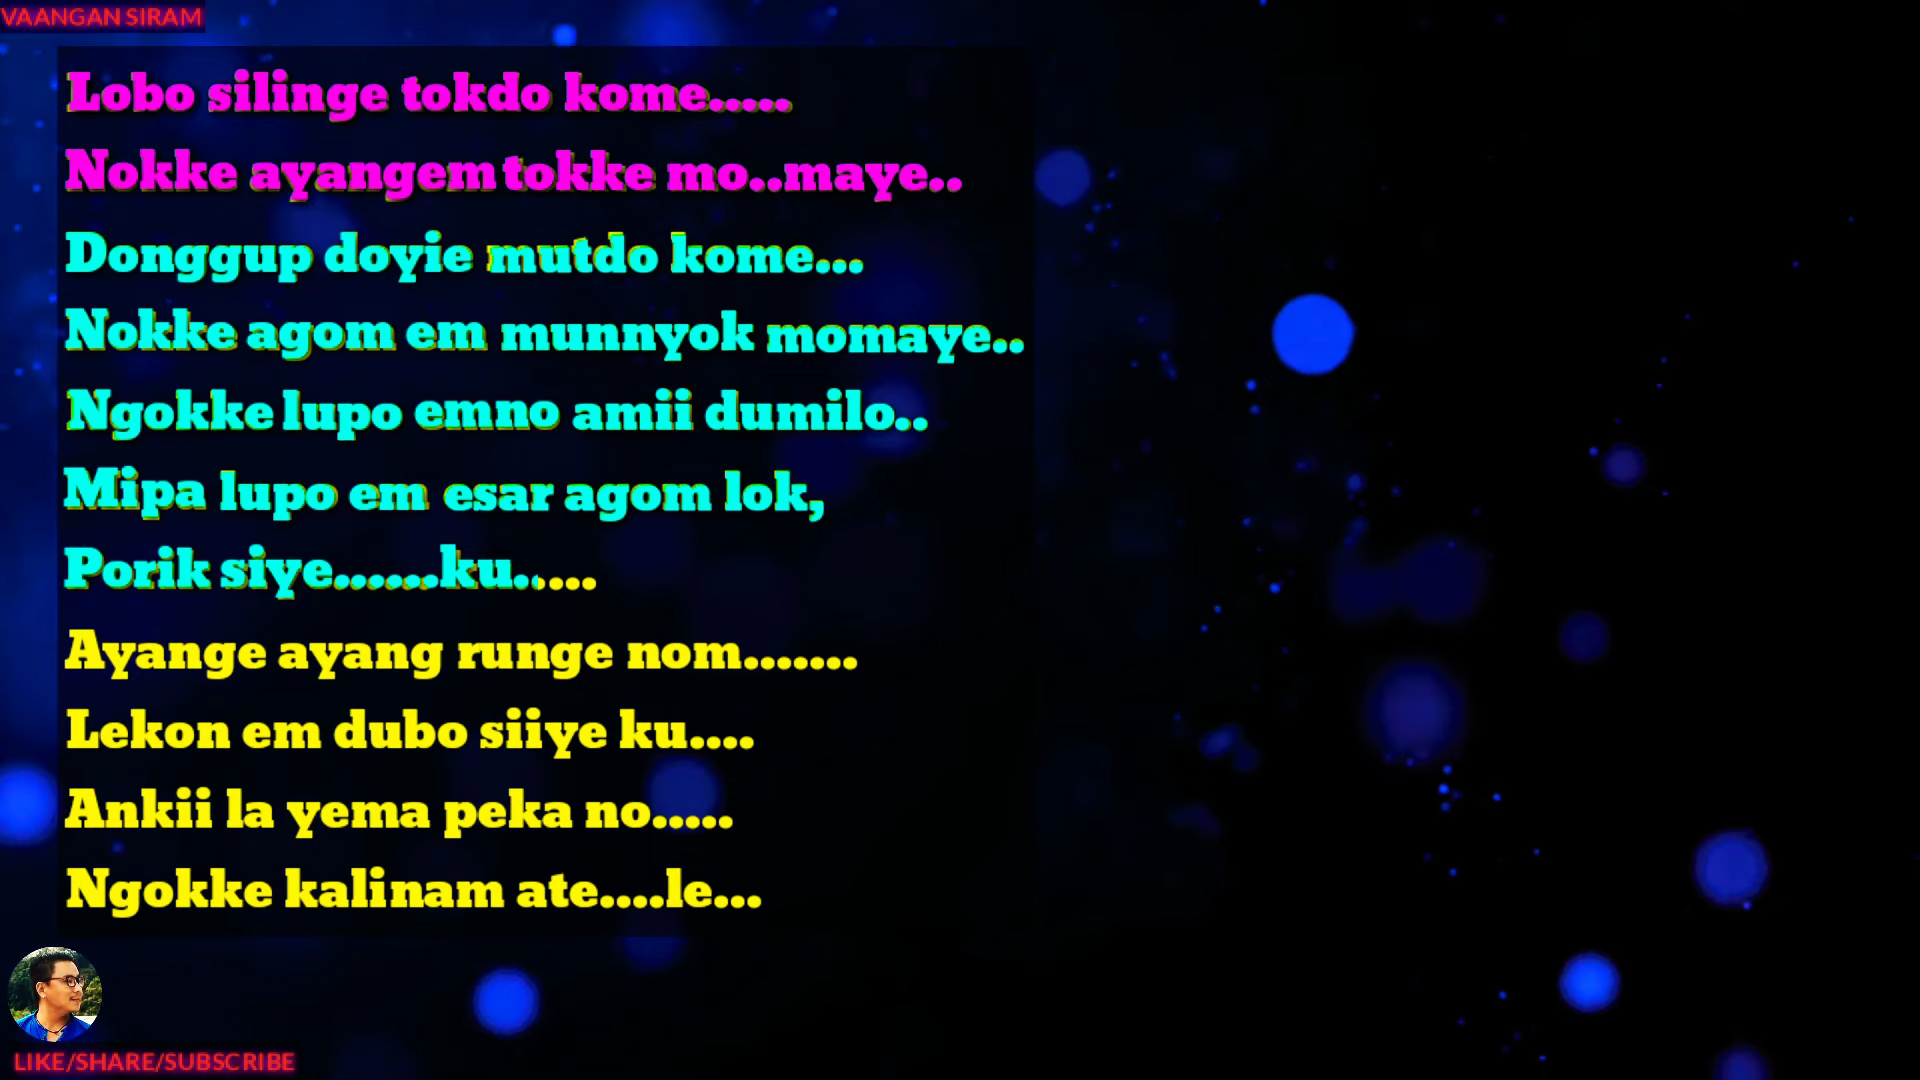 VAANGAN SIRAM
Lobo silinge tokdo kome.....
Nokke ayangem tokke mo..maye..
Donggup doyie mutdo kome...
Nokke agom em munnyok momaye..
Ngokke lupo emno amii dumilo..
Mipa lupo em esar agom lok,
Porik siye......ku......
Ayange ayang runge nom.......
Lekon em dubo siiye ku....
Ankii la yema peka no.....
Ngokke kalinam ate....le...
LIKE/SHARE/SUBSCRIBE